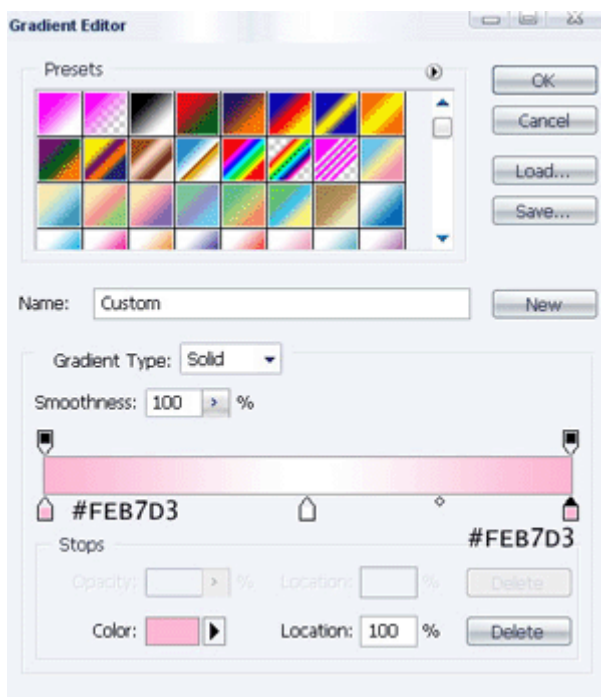 Gradient Editor
Presets
OK
Cancel
Load...
Save...
Name: Custom
New
Gradient Type: Solid
Smoothness: 100 %
#FEB7D3
#FEB7D3
Stops
Opacity: % Location: % Delete
Color: Location: 100 % Delete